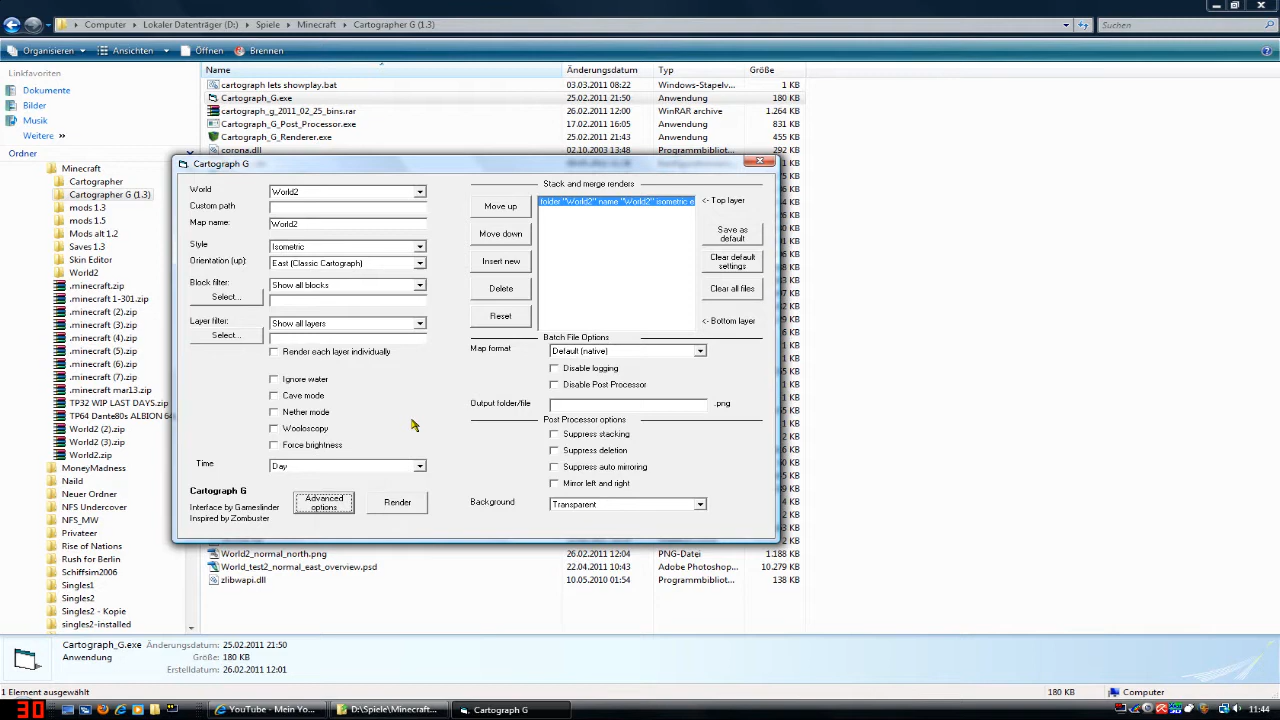 Computer ▸ Lokaler Datenträger (D:) ▸ Spiele ▸ Minecraft ▸ Cartographer G (1.3)
Suchen
Organisieren Ansichten Öffnen Brennen
Linkfavoriten
Dokumente
Bilder
Musik
Weitere »
Ordner
Minecraft
Cartographer
Cartographer G (1.3)
mods 1.3
mods 1.5
Mods alt 1.2
Saves 1.3
Skin Editor
World2
.minecraft.zip
.minecraft 1-301.zip
.minecraft (2).zip
.minecraft (3).zip
.minecraft (4).zip
.minecraft (5).zip
.minecraft (6).zip
.minecraft (7).zip
.minecraft mar13.zip
TP32 WIP LAST DAYS.zip
TP64 Dante80s ALBION 64
World2 (2).zip
World2 (3).zip
World2.zip
MoneyMadness
Naild
Neuer Ordner
NFS Undercover
NFS_MW
Privateer
Rise of Nations
Rush for Berlin
Schiffsim2006
Singles1
Singles2
Singles2 - Kopie
singles2-installed
Name Änderungsdatum Typ Größe
cartograph lets showplay.bat 03.03.2011 08:22 Windows-Stapelv... 1 KB
Cartograph_G.exe 25.02.2011 21:50 Anwendung 180 KB
cartograph_g_2011_02_25_bins.rar 26.02.2011 12:00 WinRAR archive 1.264 KB
Cartograph_G_Post_Processor.exe 17.02.2011 16:05 Anwendung 831 KB
Cartograph_G_Renderer.exe 25.02.2011 21:43 Anwendung 455 KB
corona.dll 02.10.2003 13:48 Programmbibliot... 292 KB
Cartograph G
World World2
Custom path
Map name: World2
Style Isometric
Orientation (up): East (Classic Cartograph)
Block filter: Show all blocks
Select...
Layer filter: Show all layers
Select...
Render each layer individually
Ignore water
Cave mode
Nether mode
Wooloscopy
Force brightness
Time Day
Cartograph G
Interface by Gameslinder
Inspired by Zombuster
Advanced options
Render
Stack and merge renders
Move up
Move down
Insert new
Delete
Reset
folder "World2" name "World2" isometric e
<- Top layer
Save as default
Clear default settings
Clear all files
<- Bottom layer
Batch File Options
Map format Default (native)
Disable logging
Disable Post Processor
Output folder/file .png
Post Processor options
Suppress stacking
Suppress deletion
Suppress auto mirroring
Mirror left and right
Background Transparent
World2_normal_north.png 26.02.2011 12:04 PNG-Datei 1.188 KB
World_test2_normal_east_overview.psd 22.04.2011 10:43 Adobe Photoshop... 10.279 KB
zlibwapi.dll 10.05.2010 01:54 Programmbibliot... 138 KB
Cartograph_G.exe Änderungsdatum: 25.02.2011 21:50
Anwendung Größe: 180 KB
Erstelldatum: 26.02.2011 12:01
1 Element ausgewählt
180 KB Computer
30
YouTube - Mein Yo...
D:\Spiele\Minecraft...
Cartograph G
11:44